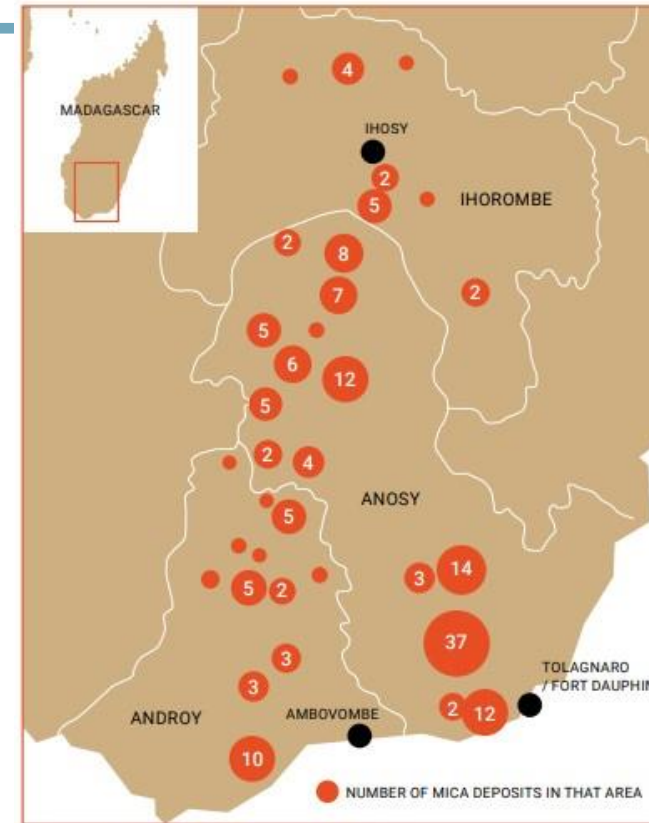 MADAGASCAR
4
IHOSY
2
5
IHOROMBE
2
8
7
2
5
6
12
5
2
4
ANOSY
5
14
3
5
2
37
3
TOLAGNARO
/ FORT DAUPHIN
3
2
12
ANDROY
AMBOVOMBE
10
NUMBER OF MICA DEPOSITS IN THAT AREA